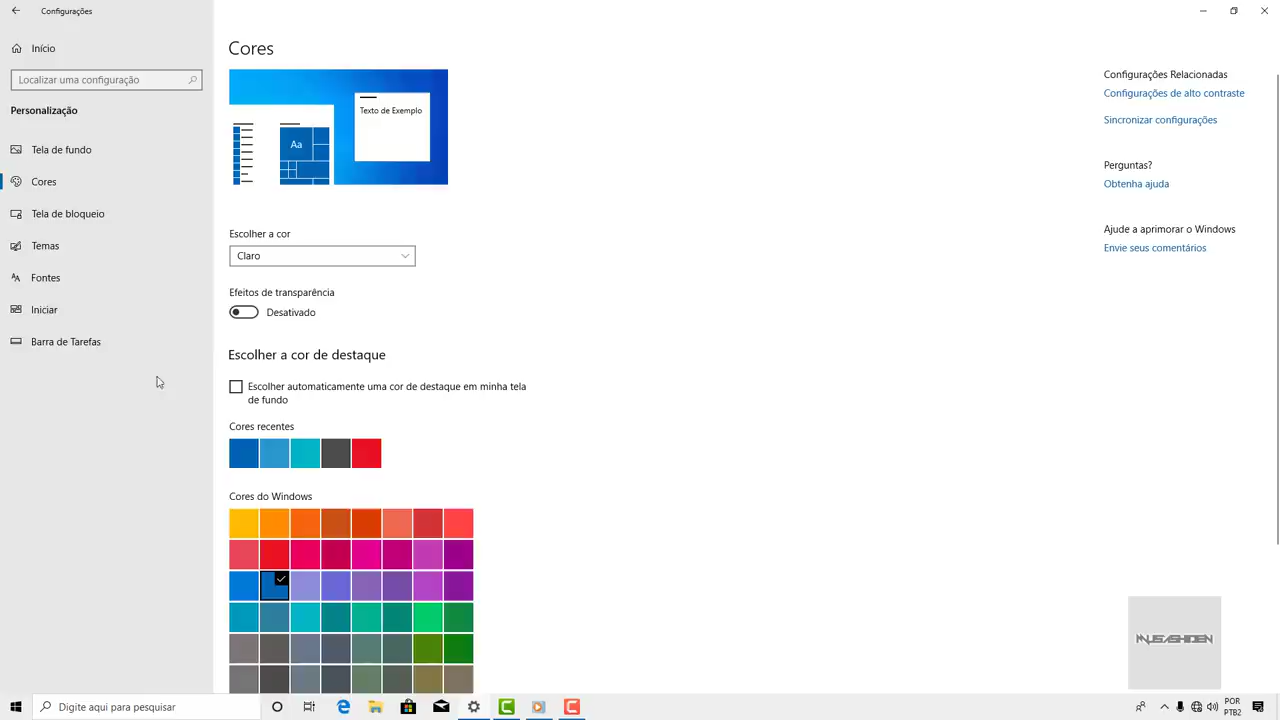 Configurações
Início
Localizar uma configuração
Personalização
Tela de fundo
Cores
Tela de bloqueio
Temas
Fontes
Iniciar
Barra de Tarefas
Cores
Texto de Exemplo
Aa
Escolher a cor
Claro
Efeitos de transparência
Desativado
Escolher a cor de destaque
Escolher automaticamente uma cor de destaque em minha tela
de fundo
Cores recentes
Cores do Windows
Configurações Relacionadas
Configurações de alto contraste
Sincronizar configurações
Perguntas?
Obtenha ajuda
Ajude a aprimorar o Windows
Envie seus comentários
MUSASHIDEN
Digite aqui para pesquisar
POR
PTB2